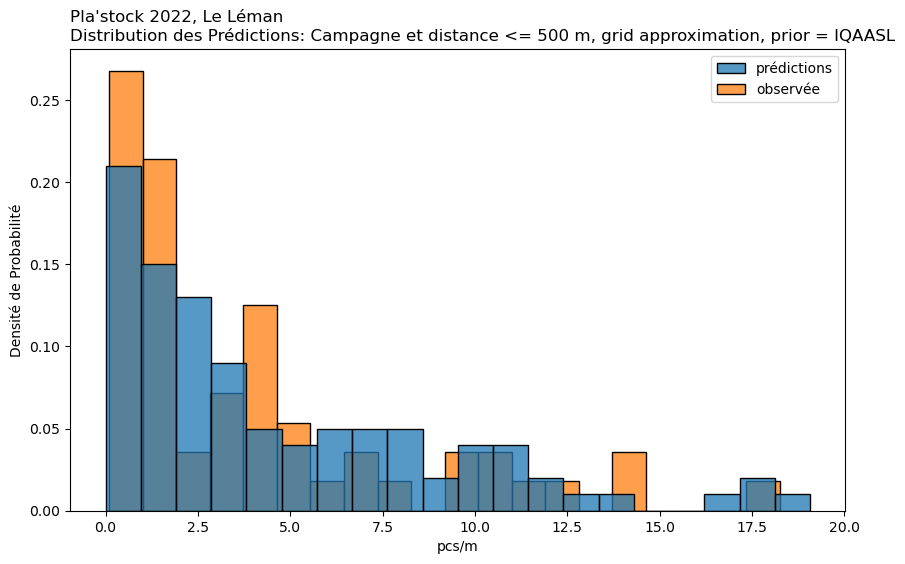 Pla'stock 2022, Le Léman
Distribution des Prédictions: Campagne et distance <= 500 m, grid approximation, prior = IQAASL
prédictions
observée
Densité de Probabilité
0.25
0.20
0.15
0.10
0.05
0.00
0.0 2.5 5.0 7.5 10.0 12.5 15.0 17.5 20.0
pcs/m